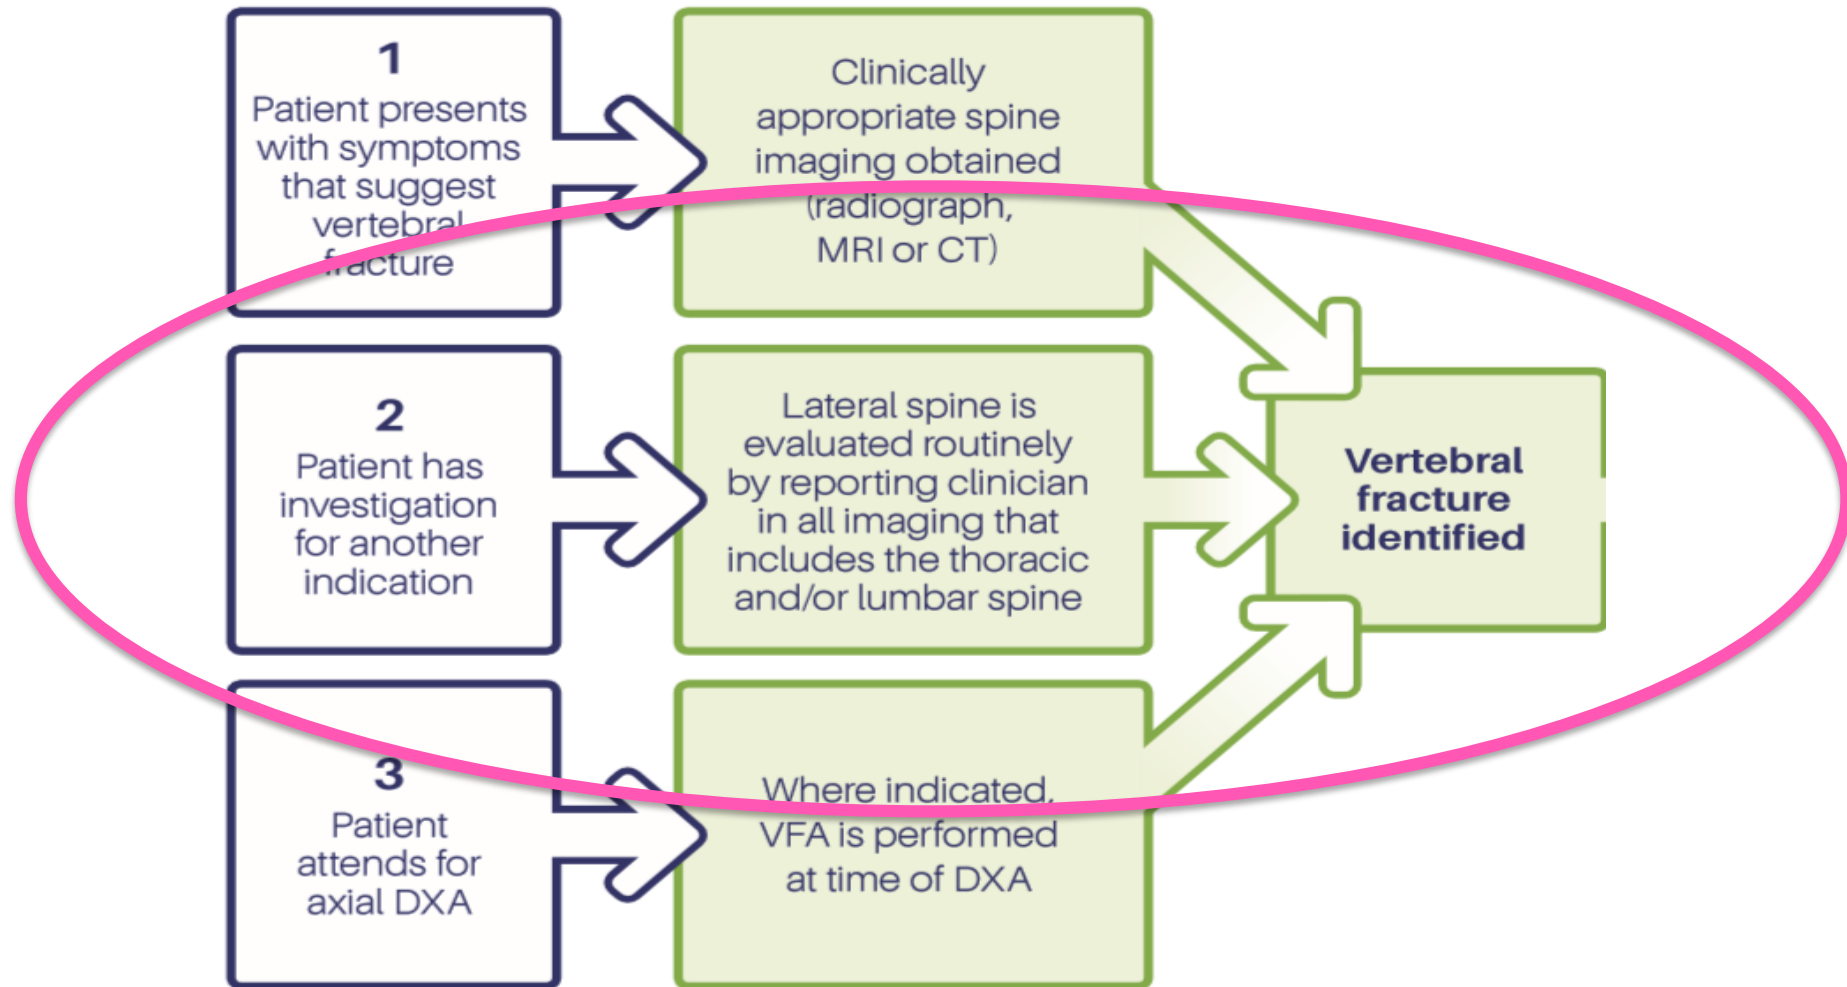 1
Patient presents
with symptoms
that suggest
vertebral
fracture
Clinically
appropriate spine
imaging obtained
(radiograph,
MRI or CT)
2
Patient has
investigation
for another
indication
Lateral spine is
evaluated routinely
by reporting clinician
in all imaging that
includes the thoracic
and/or lumbar spine
Vertebral
fracture
identified
3
Patient
attends for
axial DXA
Where indicated,
VFA is performed
at time of DXA